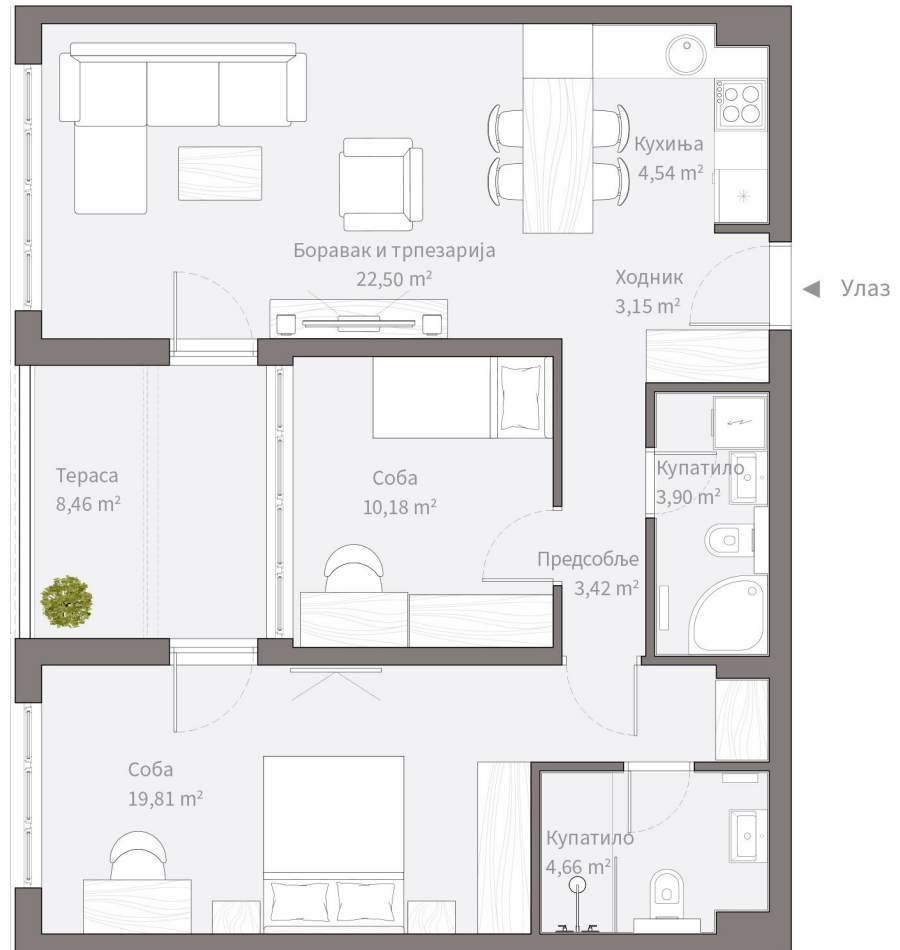 Кухиња
4,54 m²
Боравак и трпезарија
22,50 m²
Ходник
3,15 m²
Улаз
Тераса
8,46 m²
Соба
10,18 m²
Купатило
3,90 m²
Предсобље
3,42 m²
Соба
19,81 m²
Купатило
4,66 m²